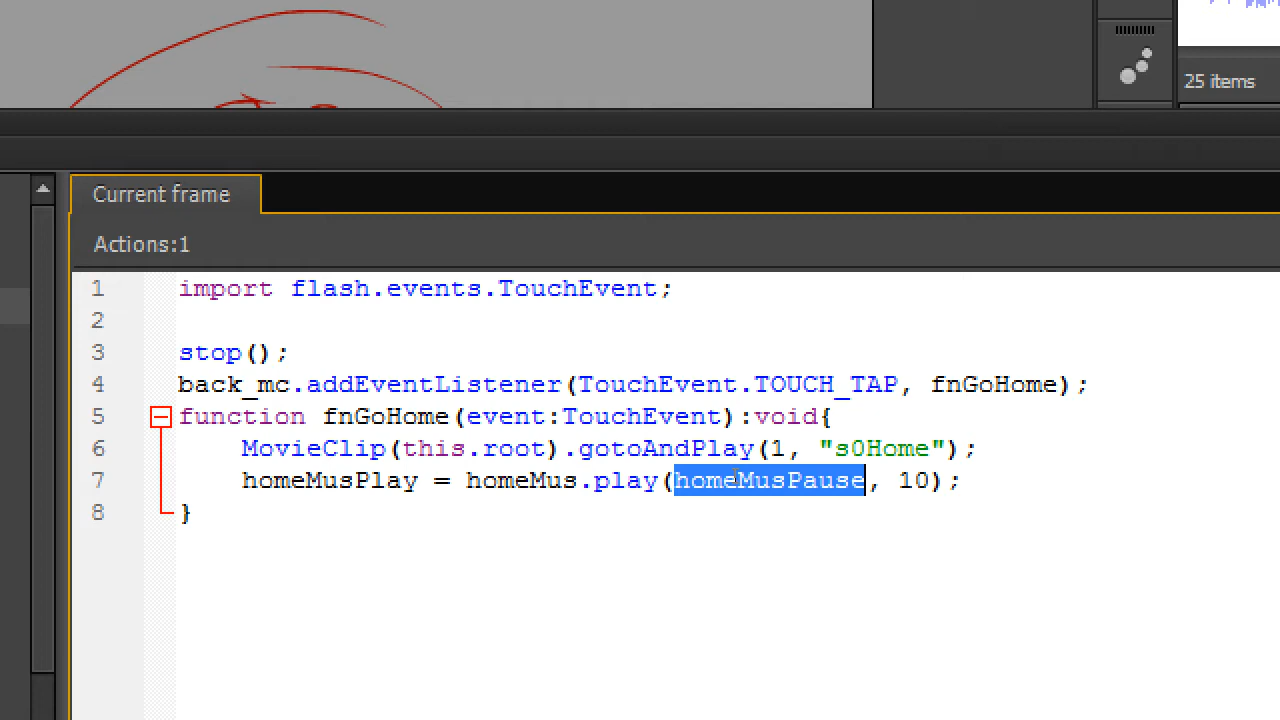 25 items
Current frame
Actions:1
1 import flash.events.TouchEvent;
2
3 stop();
4 back_mc.addEventListener(TouchEvent.TOUCH_TAP, fnGoHome);
5 function fnGoHome(event:TouchEvent):void{
6 MovieClip(this.root).gotoAndPlay(1, "s0Home");
7 homeMusPlay = homeMus.play(homeMusPause, 10);
8 }